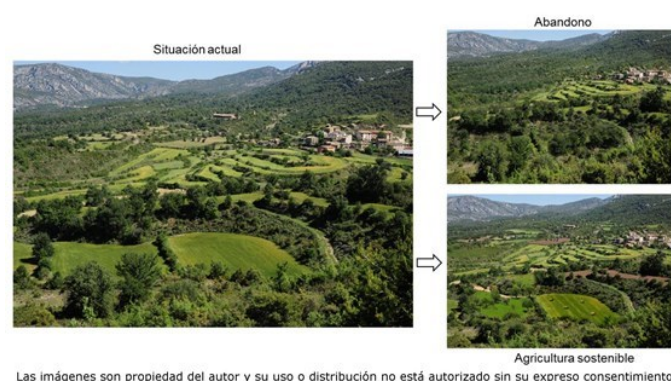 Abandono
Situación actual
Agricultura sostenible
Las imágenes son propiedad del autor y su uso o distribución no está autorizado sin su expreso consentimiento